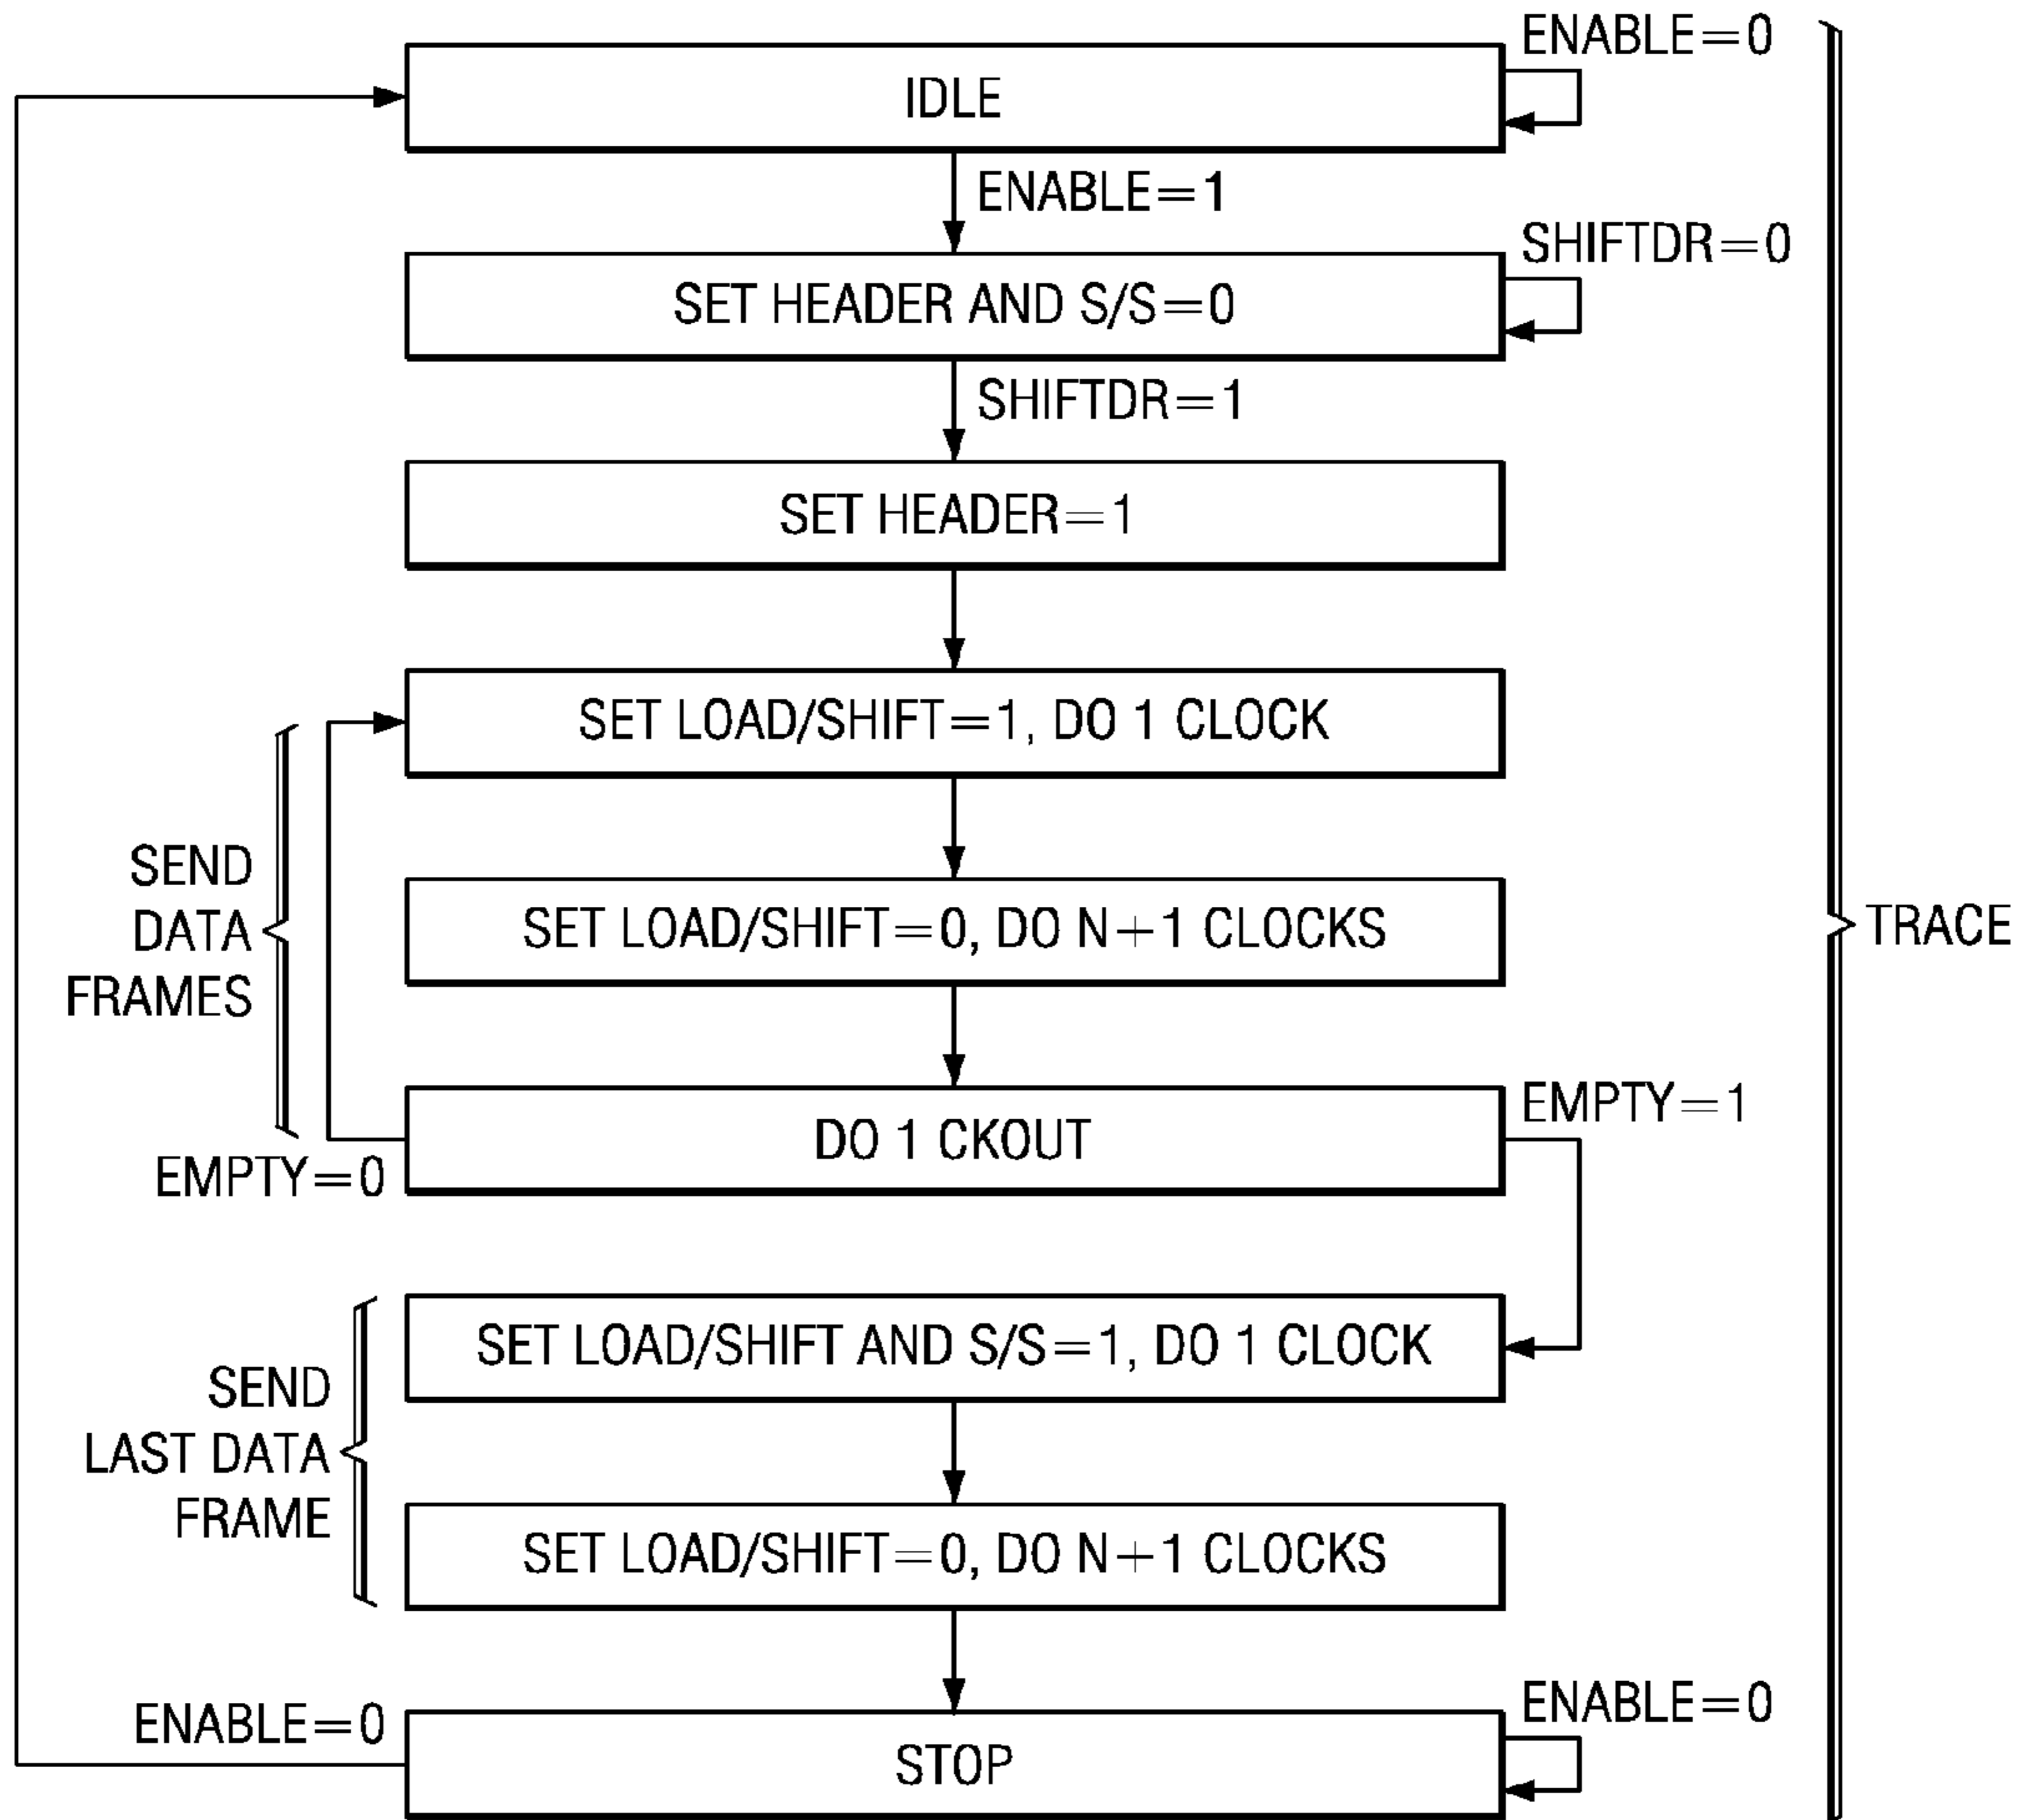 ENABLE=0
IDLE
ENABLE=1
SHIFTDR=0
SET HEADER AND S/S=0
SHIFTDR=1
SET HEADER=1
SET LOAD/SHIFT=1, DO 1 CLOCK
SEND
DATA
FRAMES
SET LOAD/SHIFT=0, DO N+1 CLOCKS
TRACE
EMPTY=1
DO 1 CKOUT
EMPTY=0
SET LOAD/SHIFT AND S/S=1, DO 1 CLOCK
SEND
LAST DATA
FRAME
SET LOAD/SHIFT=0, DO N+1 CLOCKS
ENABLE=0
ENABLE=0
STOP